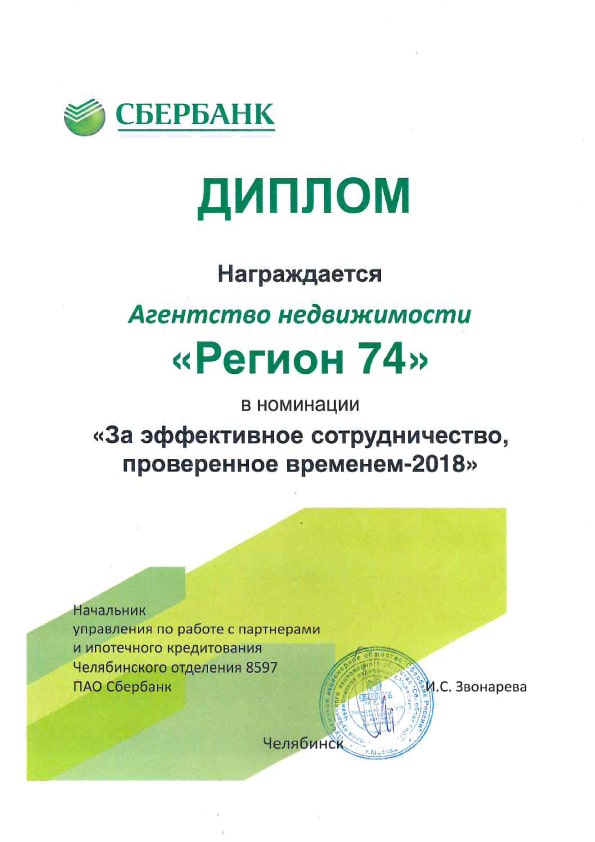 СБЕРБАНК
ДИПЛОМ
Награждается
Агентство недвижимости
«Регион 74»
в номинации
«За эффективное сотрудничество,
проверенное временем-2018»
Начальник
управления по работе с партнерами
и ипотечного кредитования
Челябинского отделения 8597
ПАО Сбербанк
И.С. Звонарева
Челябинск